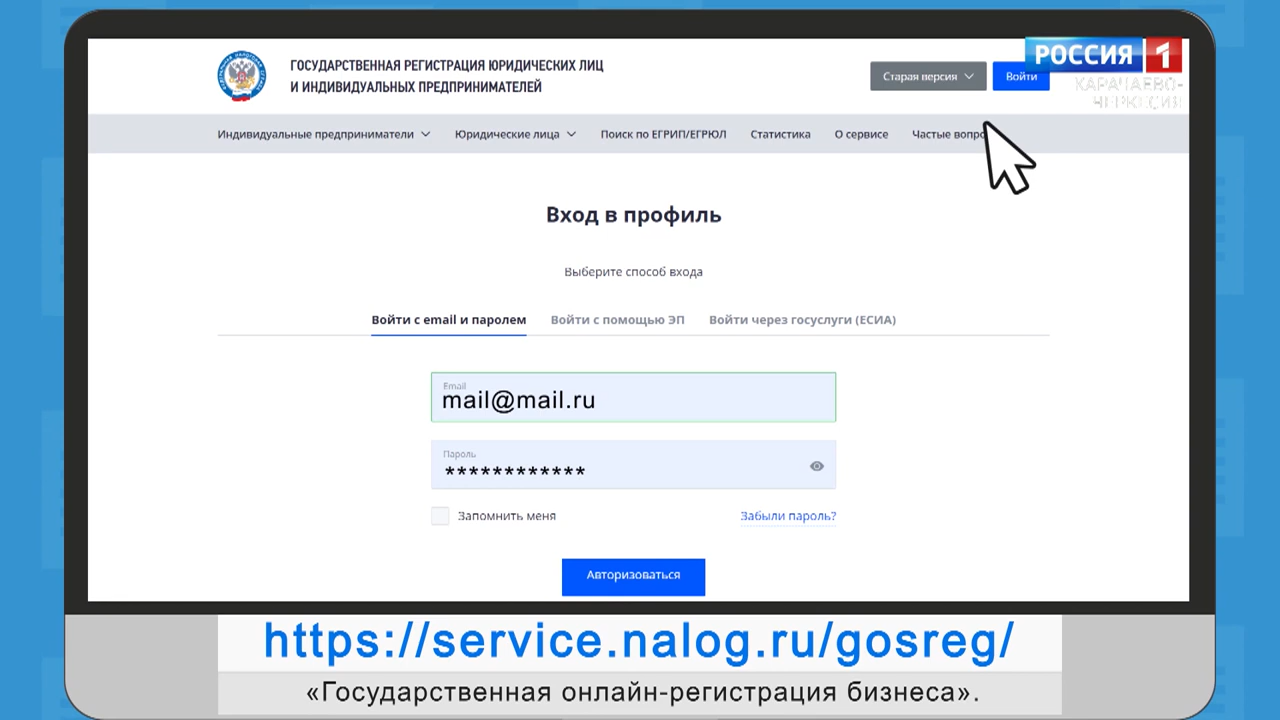 РОССИЯ 1
КАРАЧАЕВО-
ЧЕРКЕСИЯ
ГОСУДАРСТВЕННАЯ РЕГИСТРАЦИЯ ЮРИДИЧЕСКИХ ЛИЦ
И ИНДИВИДУАЛЬНЫХ ПРЕДПРИНИМАТЕЛЕЙ
Старая версия
Войти
Индивидуальные предприниматели Юридические лица Поиск по ЕГРИП/ЕГРЮЛ Статистика О сервисе Частые вопро
Вход в профиль
Выберите способ входа
Войти с email и паролем Войти с помощью ЭП Войти через госуслуги (ЕСИА)
Email
mail@mail.ru
Пароль
************
Запомнить меня Забыли пароль?
Авторизоваться
https://service.nalog.ru/gosreg/
«Государственная онлайн-регистрация бизнеса».